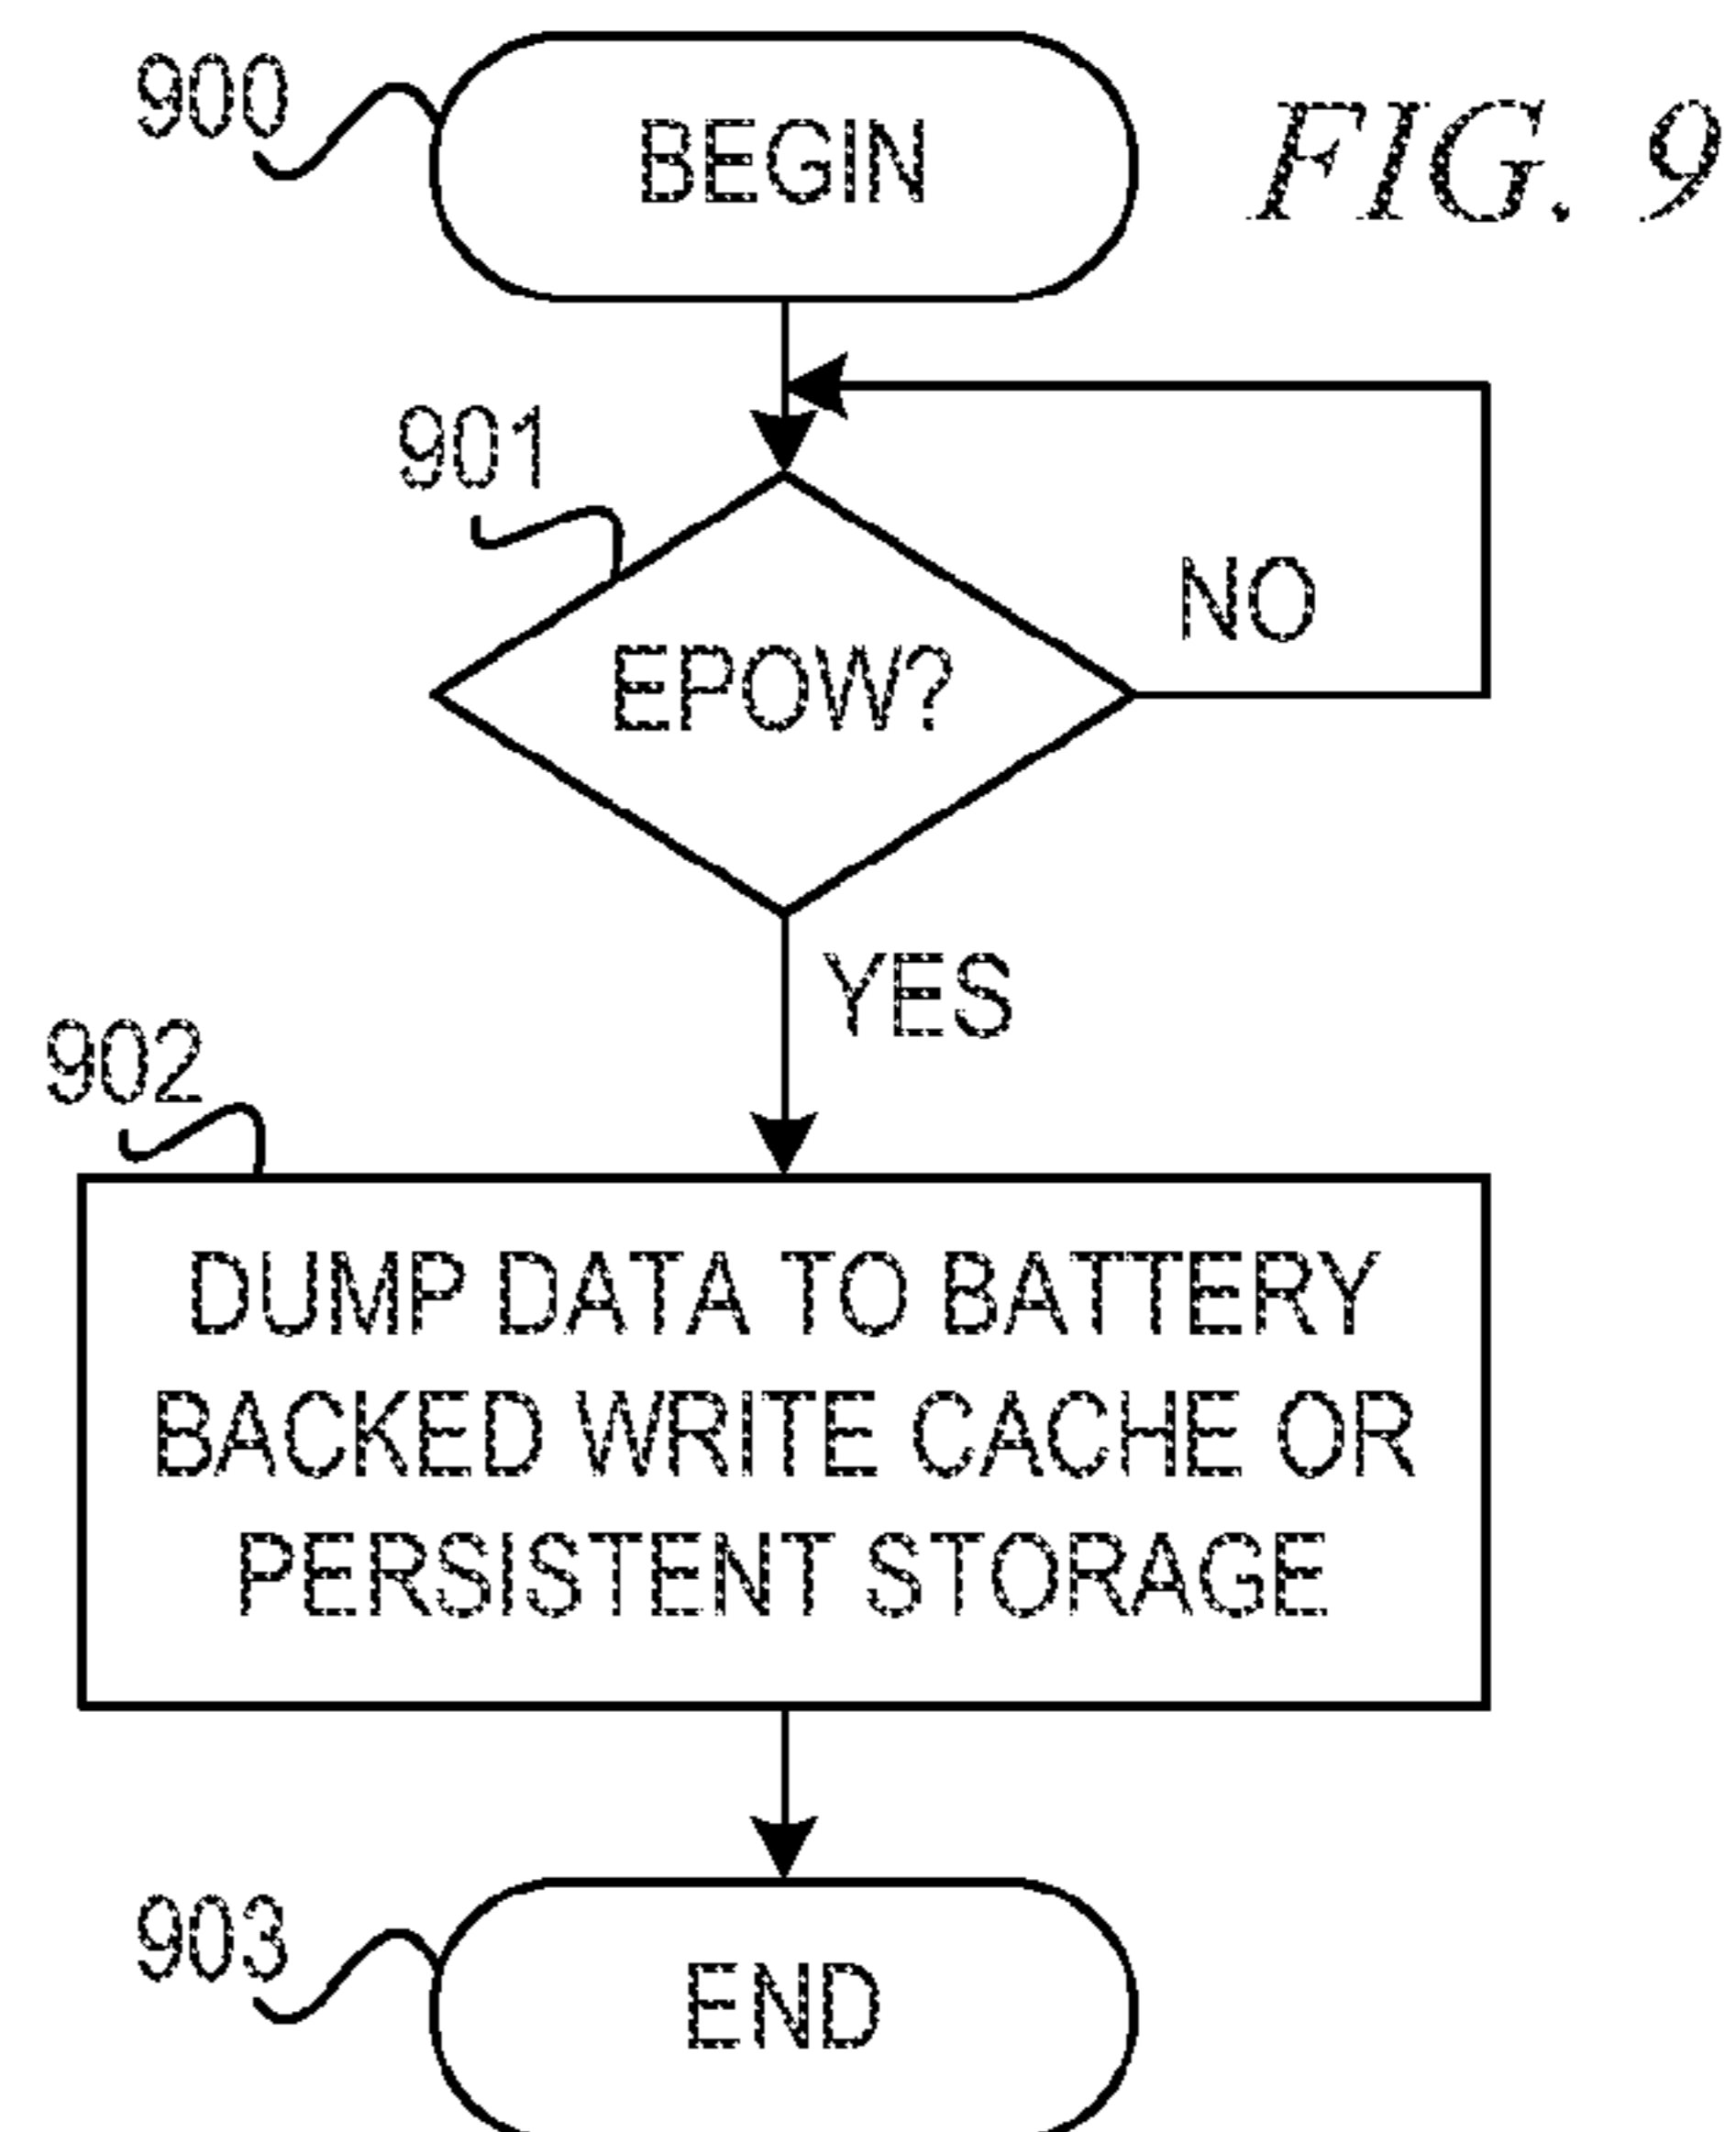 900
BEGIN
FIG. 9
901
EPOW?
NO
YES
902
DUMP DATA TO BATTERY
BACKED WRITE CACHE OR
PERSISTENT STORAGE
903
END